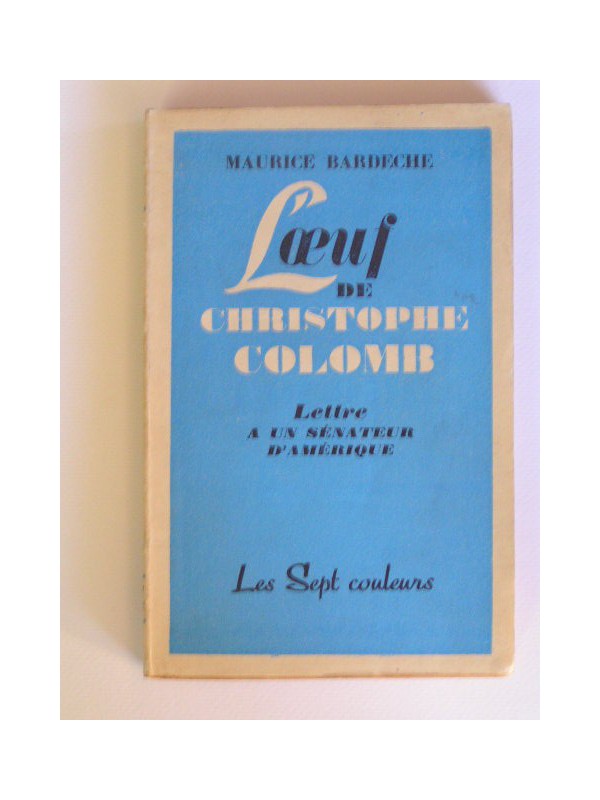 MAURICE BARDECHE
L'œuf
DE
CHRISTOPHE
COLOMB
Lettre
A UN SÉNATEUR
D'AMÉRIQUE
Les Sept couleurs